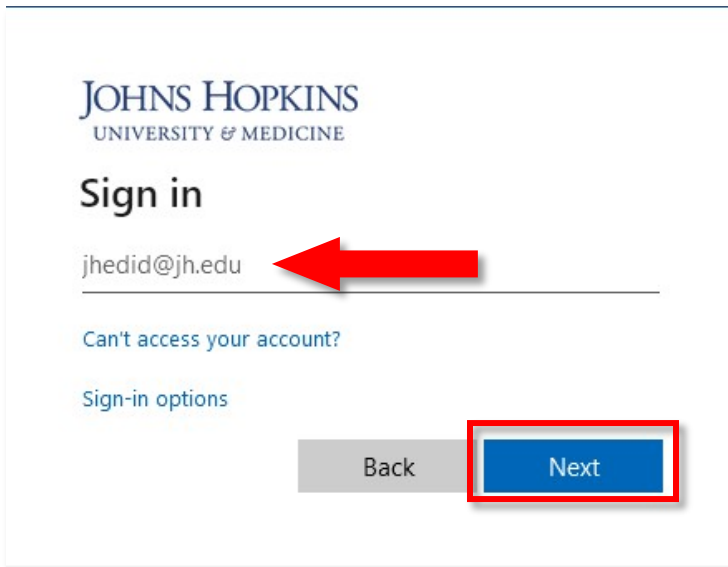 JOHNS HOPKINS
UNIVERSITY & MEDICINE
Sign in
jhedid@jh.edu
Can't access your account?
Sign-in options
Back Next